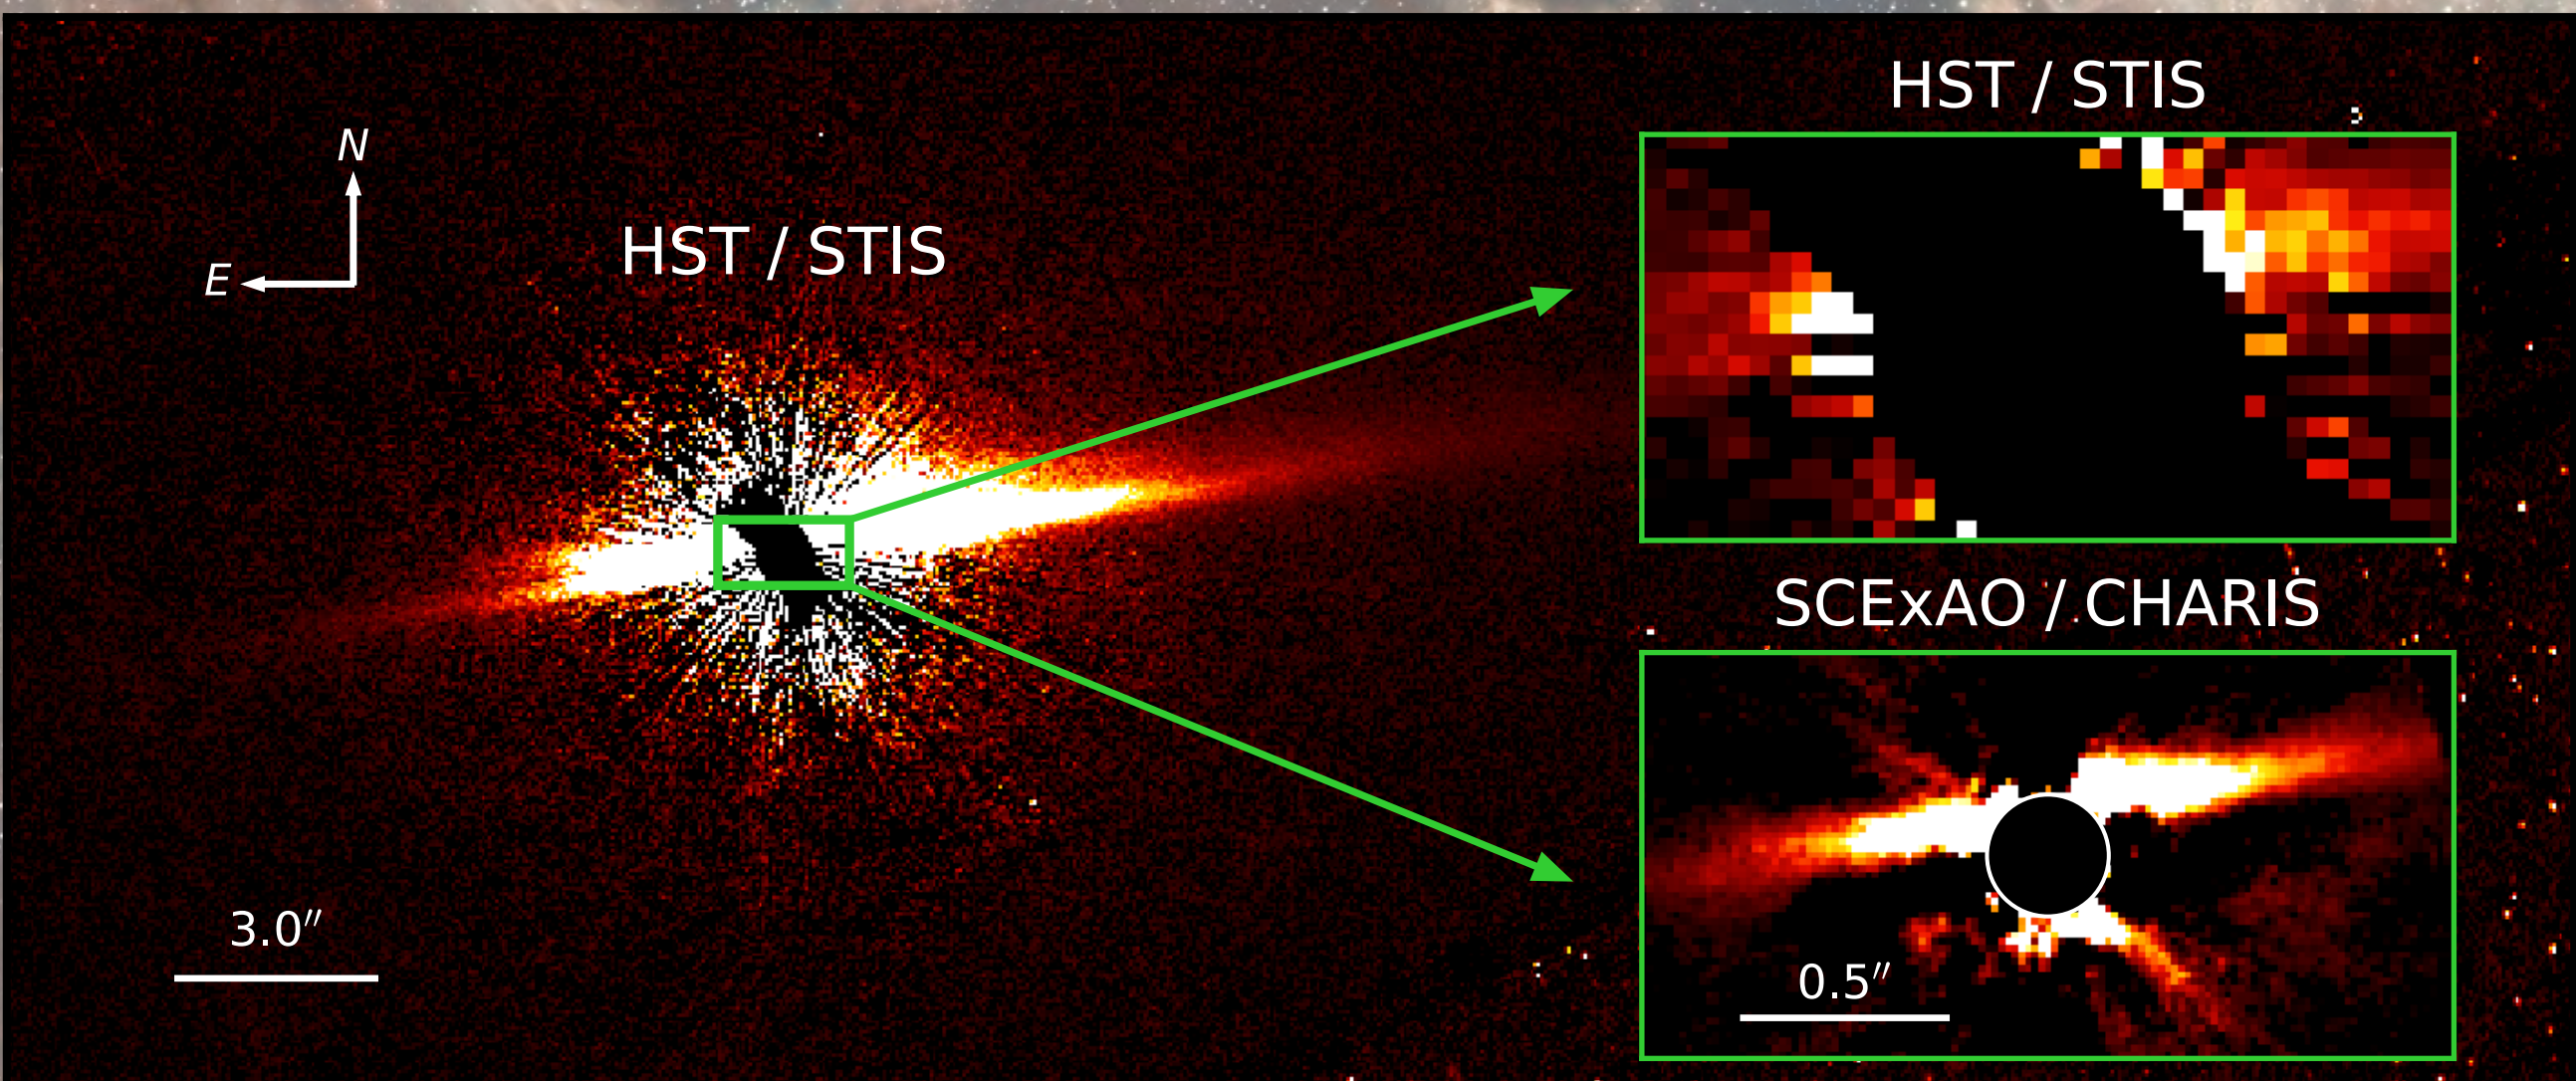 N
E
HST / STIS
3.0″
HST / STIS
SCExAO / CHARIS
0.5″